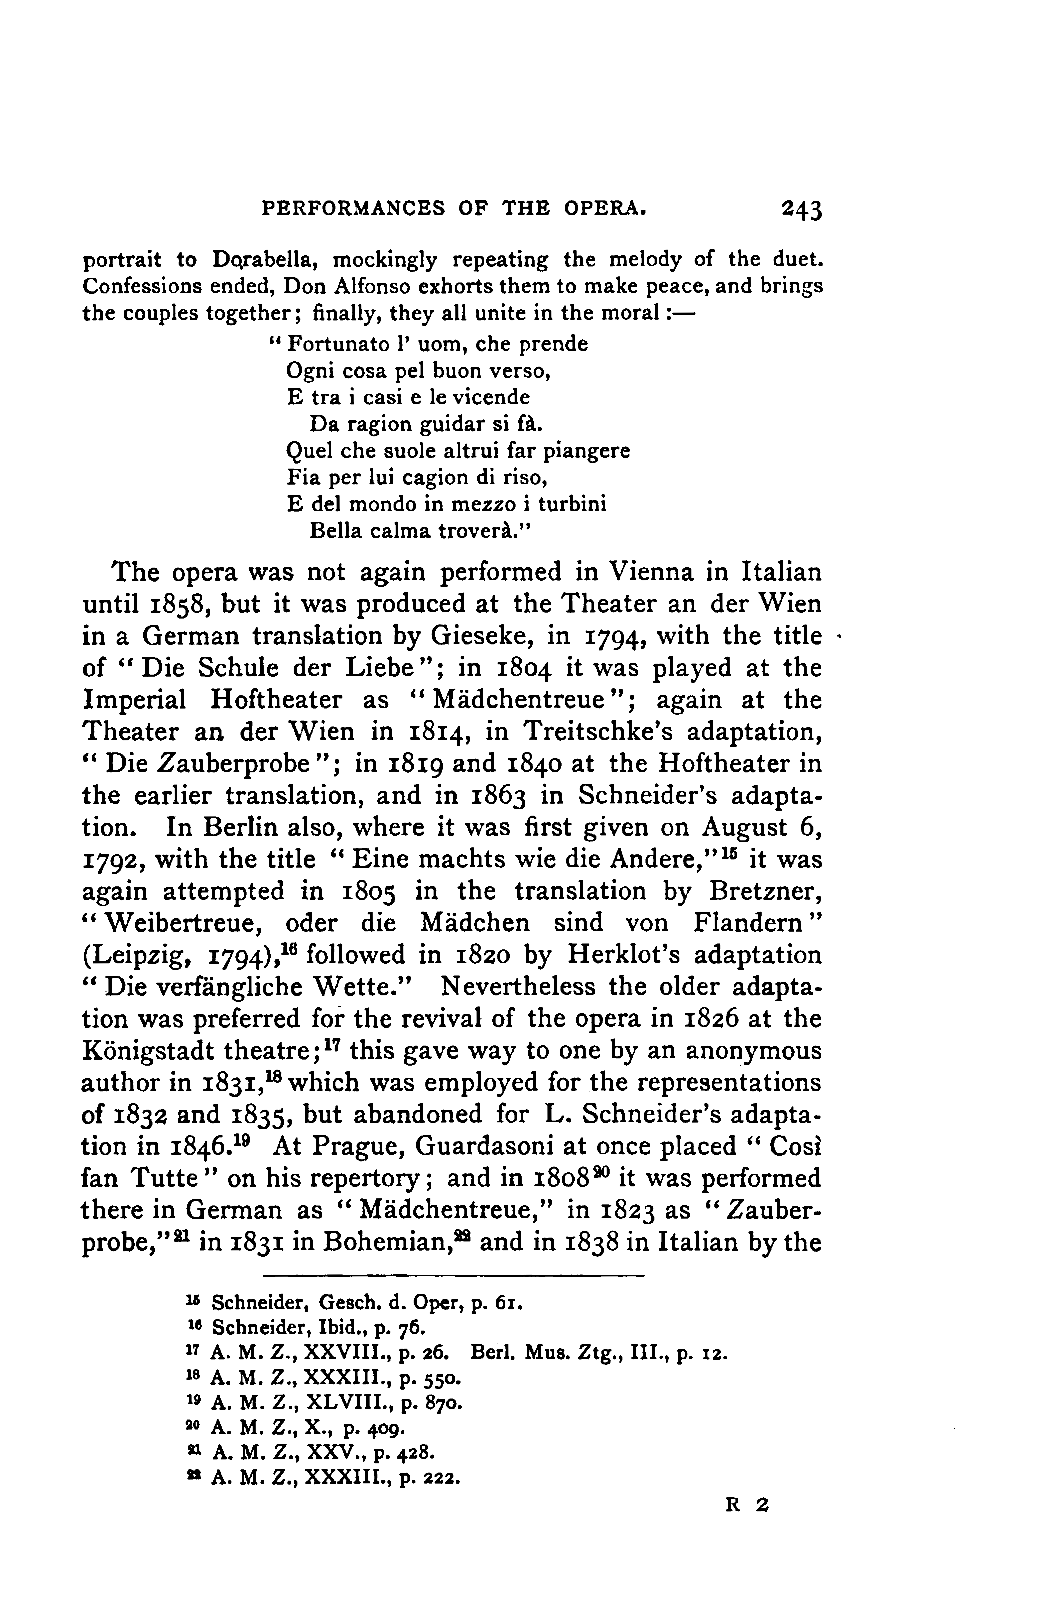 PERFORMANCES OF THE OPERA. 243
portrait to Dorabella, mockingly repeating the melody of the duet.
Confessions ended, Don Alfonso exhorts them to make peace, and brings
the couples together; finally, they all unite in the moral :—
“ Fortunato l’ uom, che prende
Ogni cosa pel buon verso,
E tra i casi e le vicende
Da ragion guidar si fà.
Quel che suole altrui far piangere
Fia per lui cagion di riso,
E del mondo in mezzo i turbini
Bella calma troverà.”
The opera was not again performed in Vienna in Italian
until 1858, but it was produced at the Theater an der Wien
in a German translation by Gieseke, in 1794, with the title
of “ Die Schule der Liebe”; in 1804 it was played at the
Imperial Hoftheater as “ Mädchentreue”; again at the
Theater an der Wien in 1814, in Treitschke’s adaptation,
“ Die Zauberprobe”; in 1819 and 1840 at the Hoftheater in
the earlier translation, and in 1863 in Schneider’s adapta-
tion. In Berlin also, where it was first given on August 6,
1792, with the title “ Eine machts wie die Andere,”¹⁵ it was
again attempted in 1805 in the translation by Bretzner,
“ Weibertreue, oder die Mädchen sind von Flandern”
(Leipzig, 1794),¹⁶ followed in 1820 by Herklot’s adaptation
“ Die verfängliche Wette.” Nevertheless the older adapta-
tion was preferred for the revival of the opera in 1826 at the
Königstadt theatre;¹⁷ this gave way to one by an anonymous
author in 1831,¹⁸ which was employed for the representations
of 1832 and 1835, but abandoned for L. Schneider’s adapta-
tion in 1846.¹⁹ At Prague, Guardasoni at once placed “ Così
fan Tutte” on his repertory; and in 1808²⁰ it was performed
there in German as “ Mädchentreue,” in 1823 as “ Zauber-
probe,”²¹ in 1831 in Bohemian,²² and in 1838 in Italian by the
¹⁵ Schneider, Gesch. d. Oper, p. 61.
¹⁶ Schneider, Ibid., p. 76.
¹⁷ A. M. Z., XXVIII., p. 26. Berl. Mus. Ztg., III., p. 12.
¹⁸ A. M. Z., XXXIII., p. 550.
¹⁹ A. M. Z., XLVIII., p. 870.
²⁰ A. M. Z., X., p. 409.
²¹ A. M. Z., XXV., p. 428.
²² A. M. Z., XXXIII., p. 222.
R 2